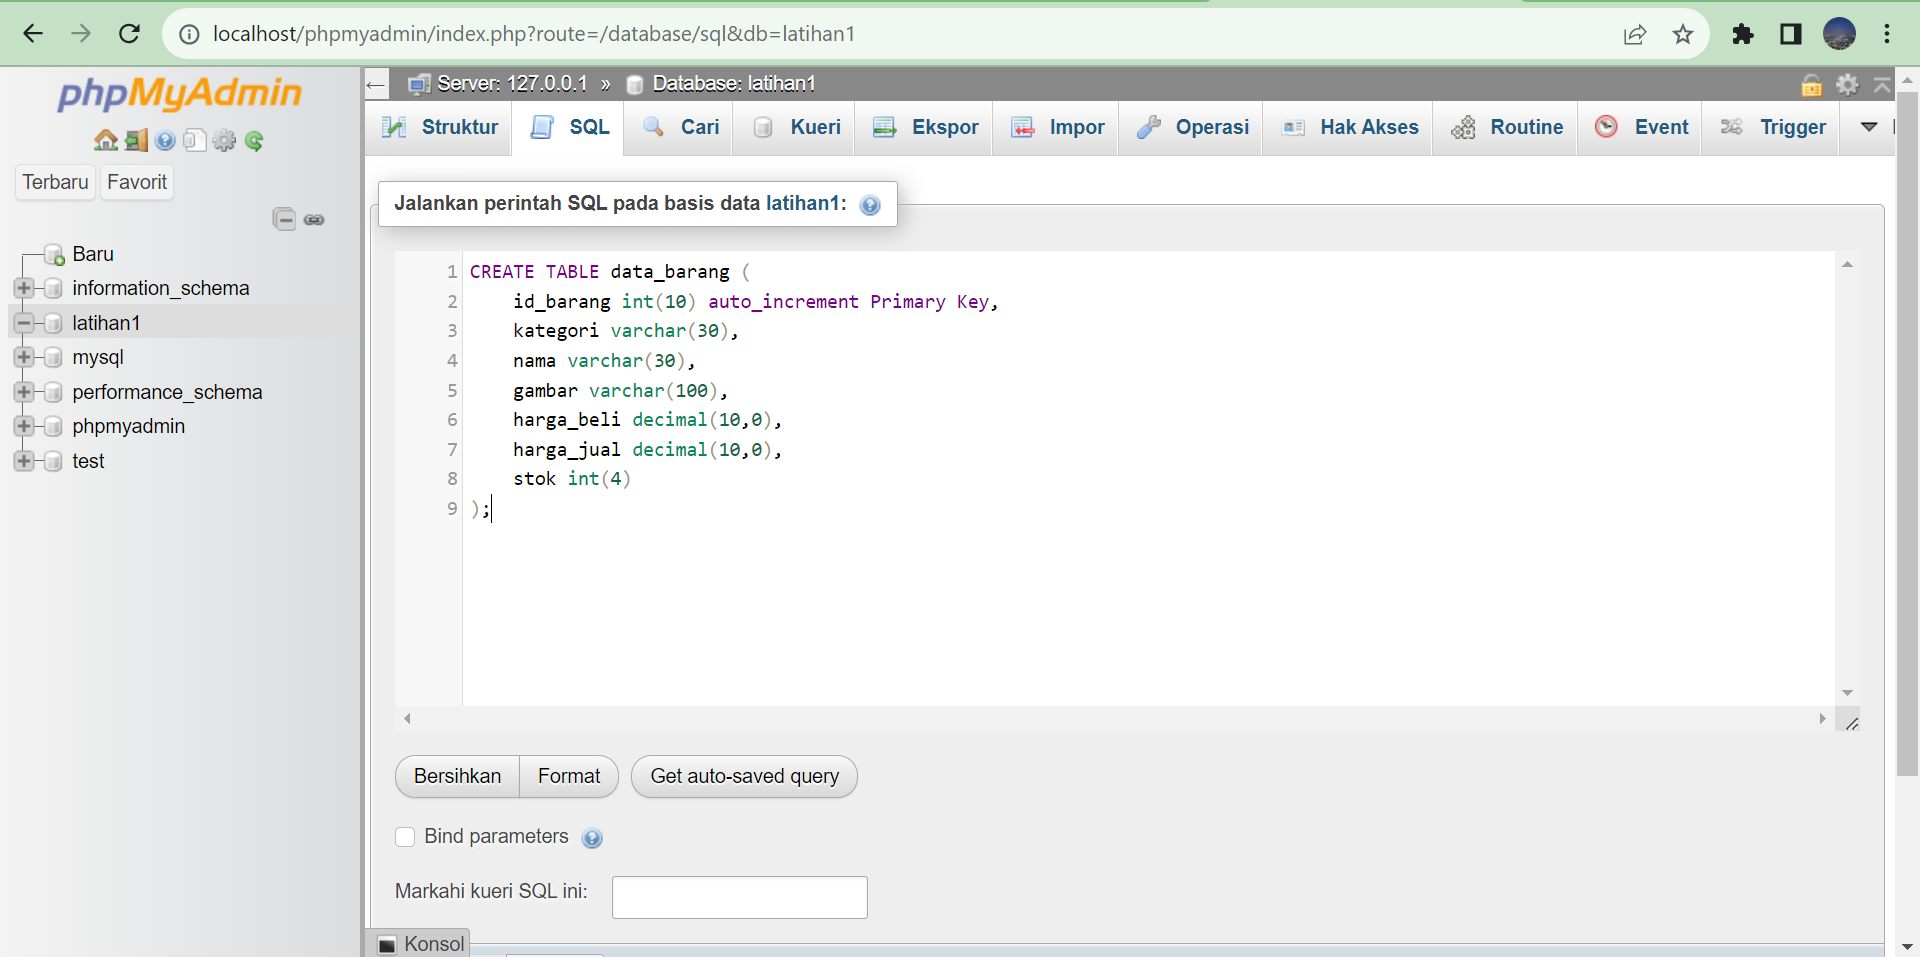 localhost/phpmyadmin/index.php?route=/database/sql&db=latihan1
phpMyAdmin
Terbaru Favorit
Baru
information_schema
latihan1
mysql
performance_schema
phpmyadmin
test
Server: 127.0.0.1 » Database: latihan1
Struktur SQL Cari Kueri Ekspor Impor Operasi Hak Akses Routine Event Trigger
Jalankan perintah SQL pada basis data latihan1:
1 CREATE TABLE data_barang (
2 id_barang int(10) auto_increment Primary Key,
3 kategori varchar(30),
4 nama varchar(30),
5 gambar varchar(100),
6 harga_beli decimal(10,0),
7 harga_jual decimal(10,0),
8 stok int(4)
9 );
Bersihkan Format Get auto-saved query
Bind parameters
Markahi kueri SQL ini:
Konsol